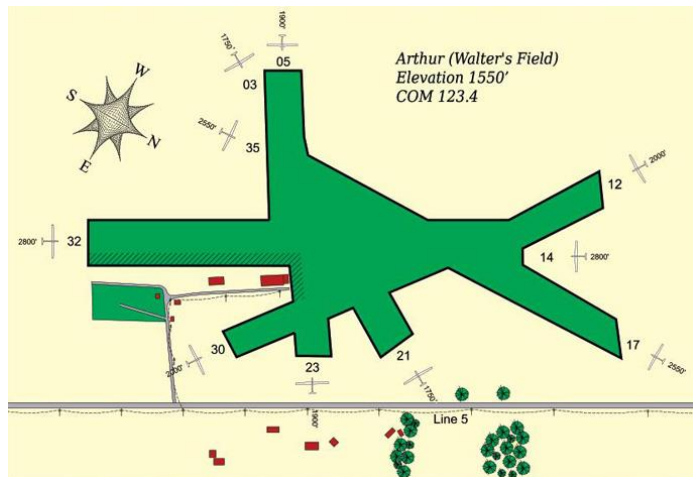 1900'
1750'
05
Arthur (Walter's Field)
Elevation 1550'
COM 123.4
03
W
S
N
E
2550'
35
2000'
12
32
2800'
14
2800'
17
2550'
30
2000'
23
21
1750'
1900'
Line 5